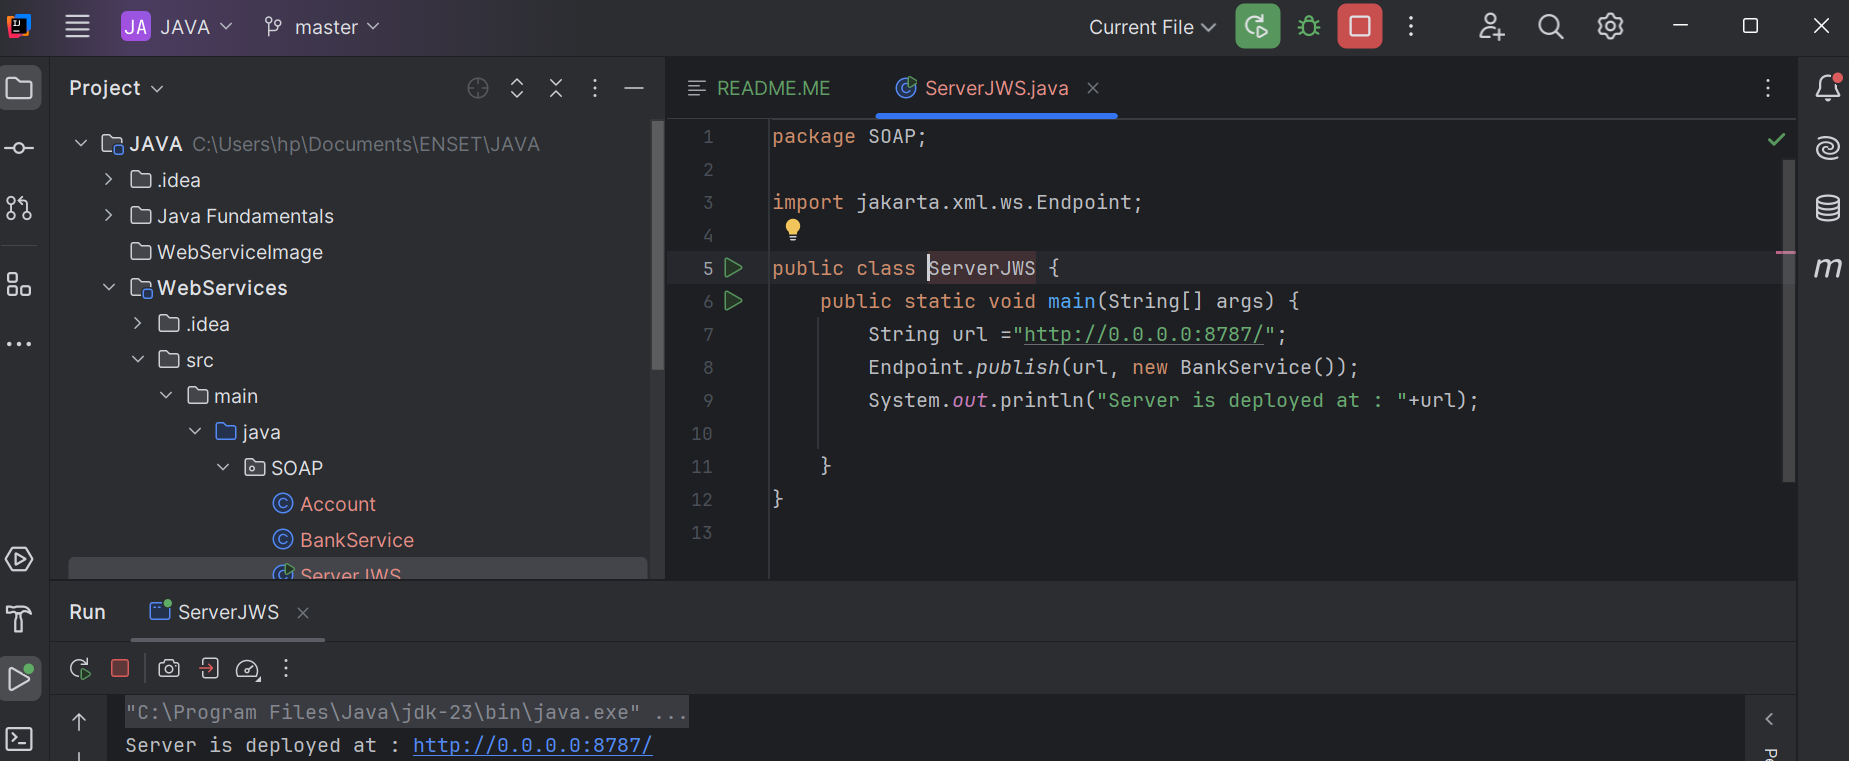 JA JAVA master Current File
Project
README.ME ServerJWS.java
JAVA C:\Users\hp\Documents\ENSET\JAVA
.idea
Java Fundamentals
WebServiceImage
WebServices
.idea
src
main
java
SOAP
Account
BankService
ServerJWS
1 package SOAP;
2
3 import jakarta.xml.ws.Endpoint;
4
5 public class ServerJWS {
6 public static void main(String[] args) {
7 String url ="http://0.0.0.0:8787/";
8 Endpoint.publish(url, new BankService());
9 System.out.println("Server is deployed at : "+url);
10
11 }
12 }
13
m
Run ServerJWS
"C:\Program Files\Java\jdk-23\bin\java.exe" ...
Server is deployed at : http://0.0.0.0:8787/